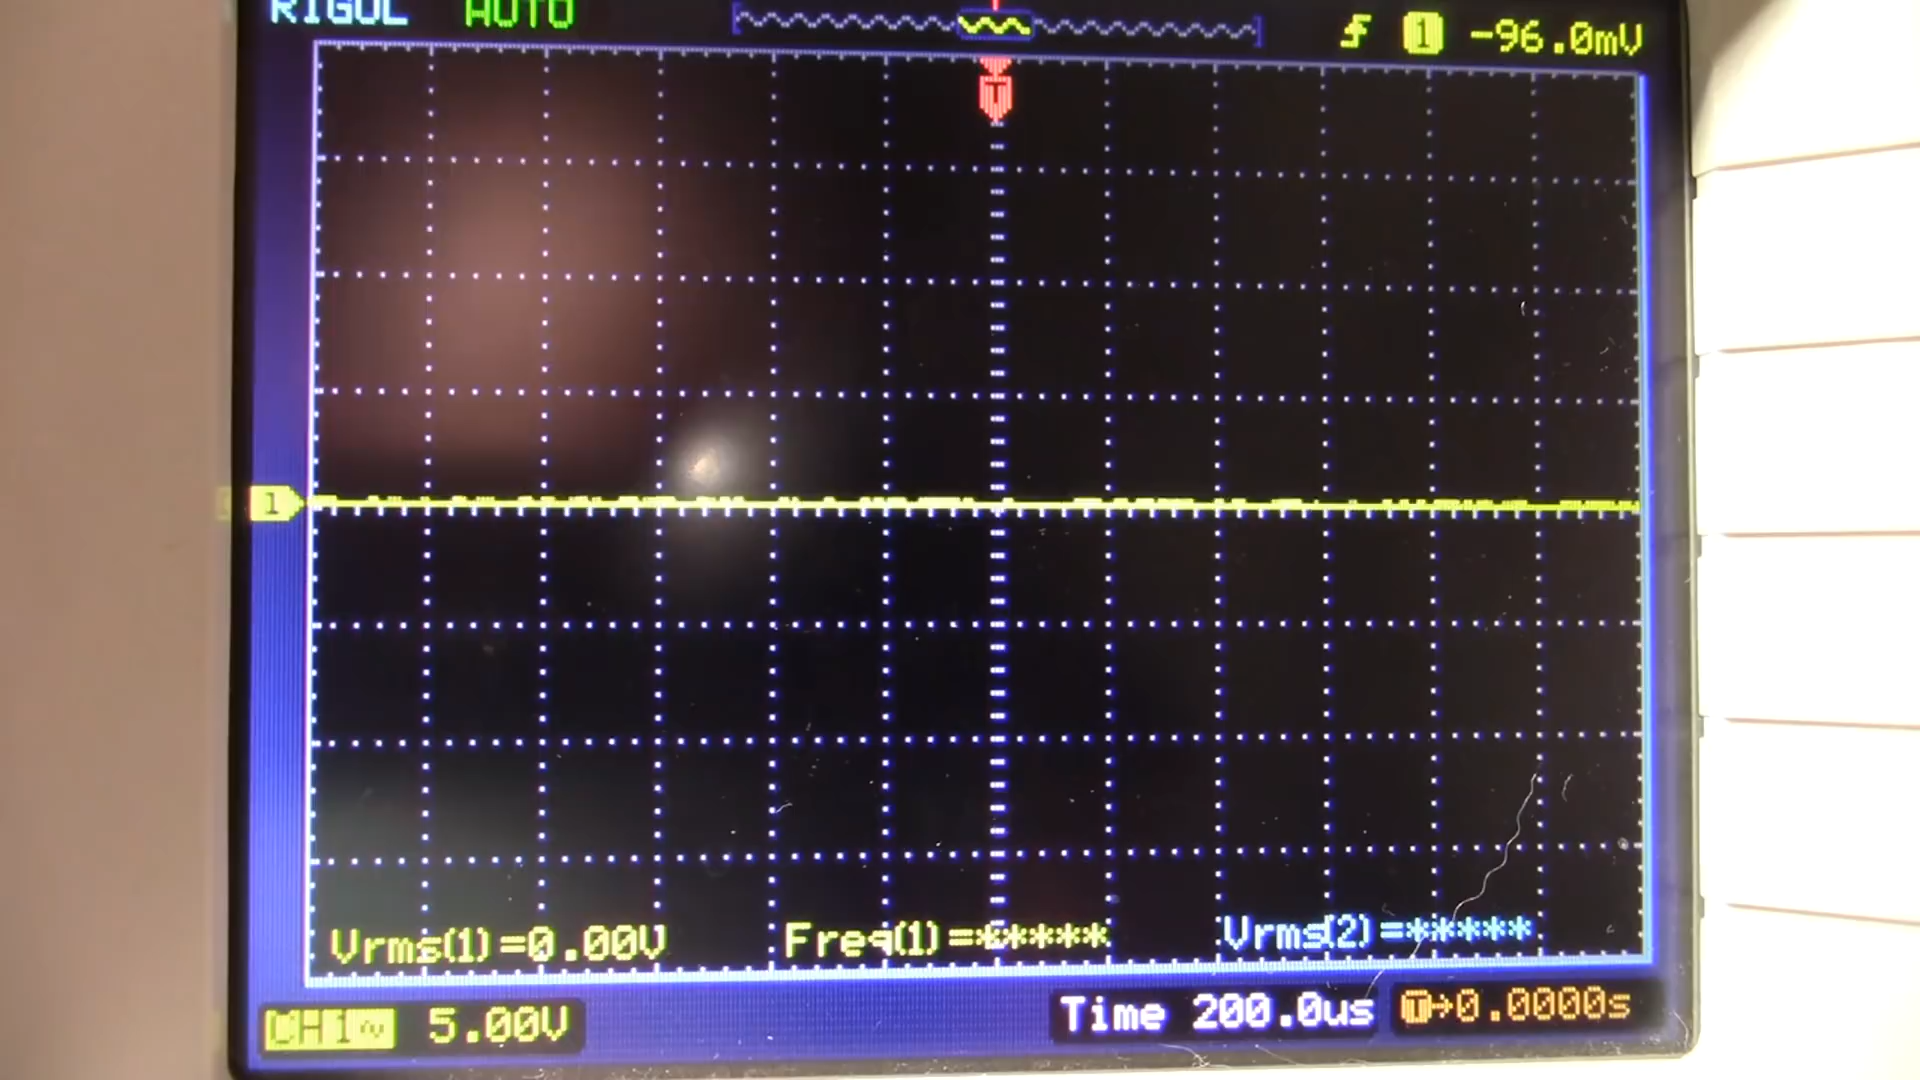 RIGOL AUTO 1 -96.0mV
T
1
Vrms(1)=0.00V Freq(1)=***** Vrms(2)=*****
CH1~ 5.00V Time 200.0us T→0.0000s